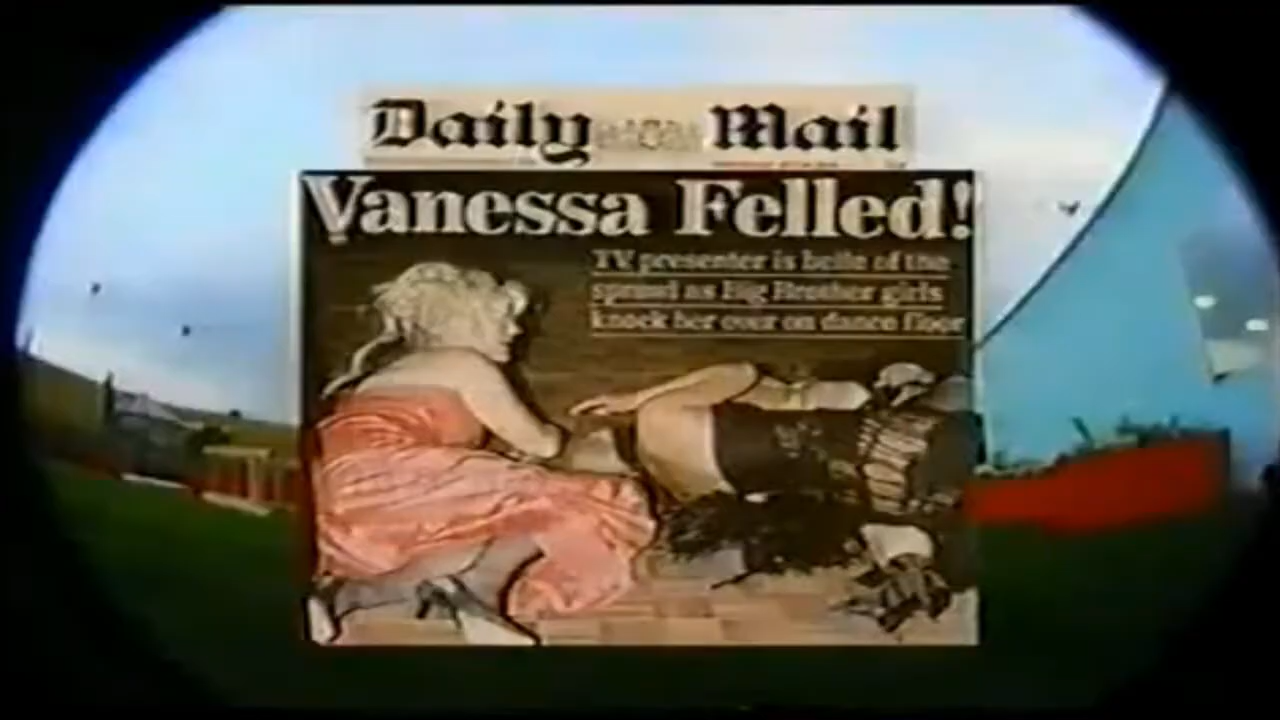 Daily Mail
Vanessa Felled!
TV presenter is belle of the
sprawl as Big Brother girls
knock her over on dance floor